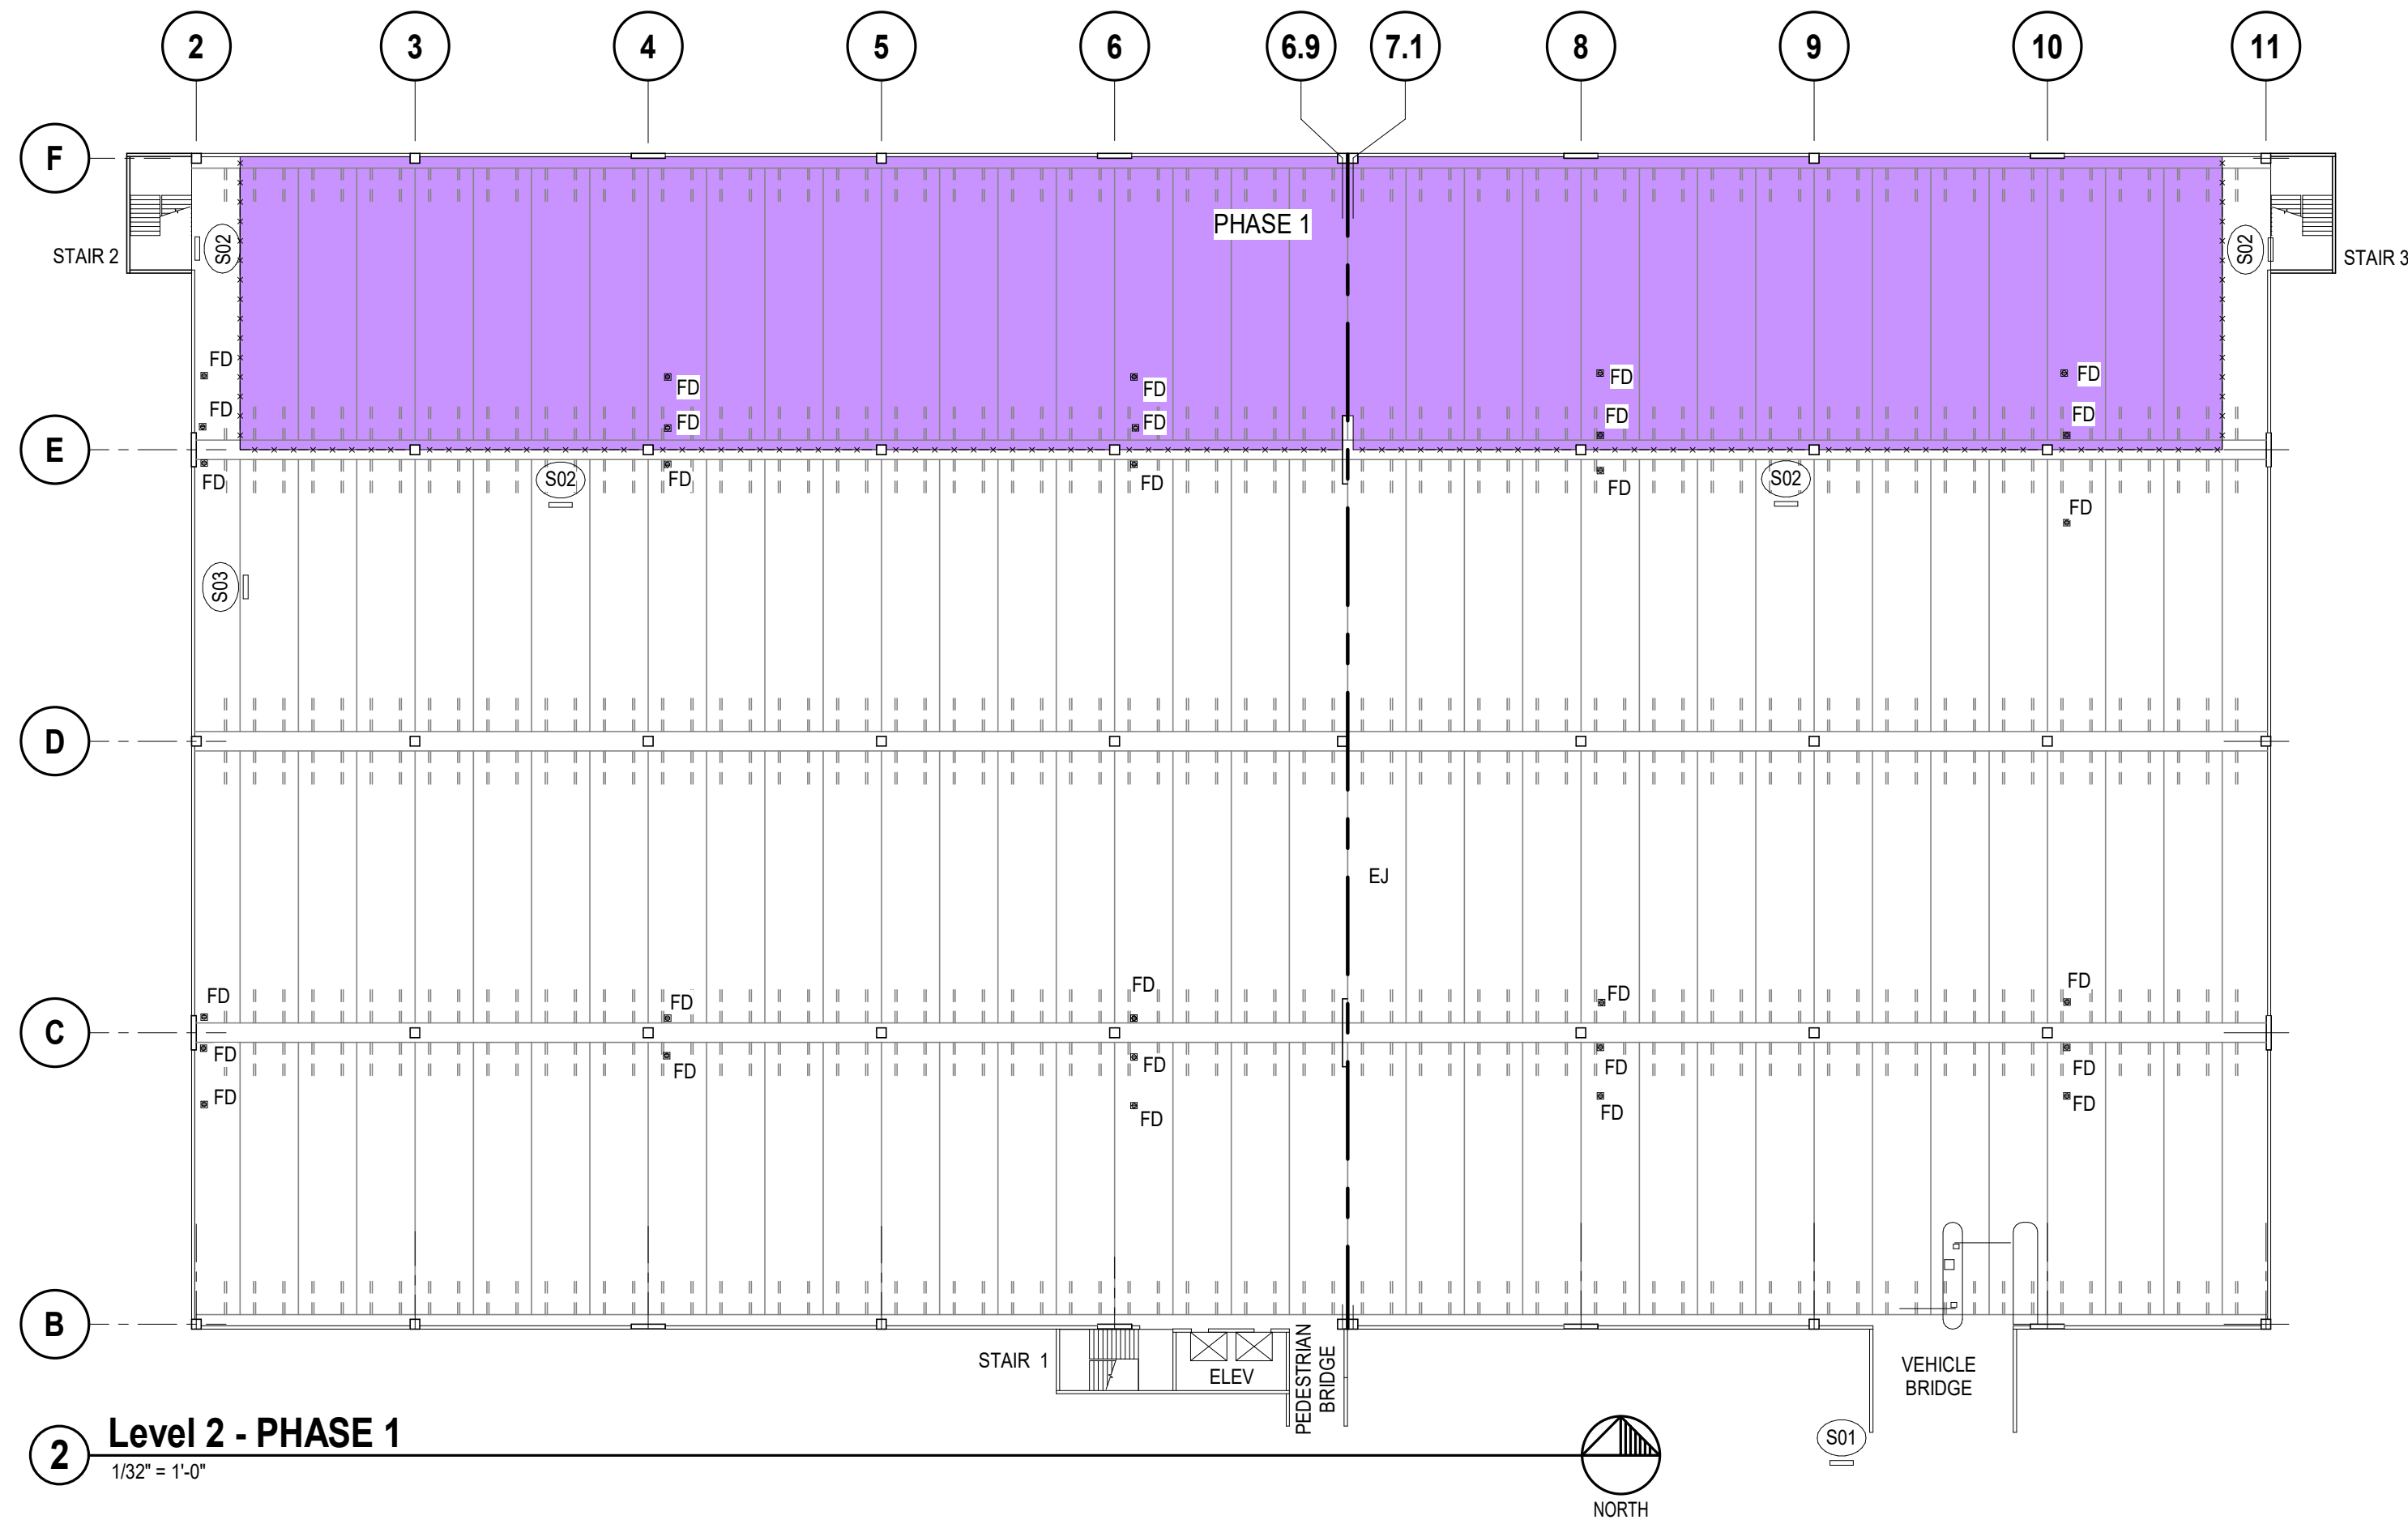 2 3 4 5 6 6.9 7.1 8 9 10 11
F
PHASE 1
S02 S02
STAIR 2 STAIR 3
FD FD FD FD FD
FD FD FD FD FD
E
FD S02 FD FD FD S02
FD
S03
D
EJ
FD FD FD FD FD
C
FD FD FD FD FD
FD FD FD FD
B
STAIR 1
ELEV
PEDESTRIAN
BRIDGE
VEHICLE
BRIDGE
2 Level 2 - PHASE 1
1/32" = 1'-0"
S01
NORTH